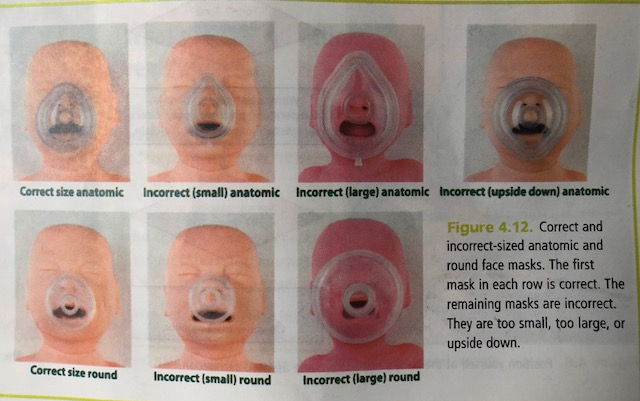 Correct size anatomic
Incorrect (small) anatomic
Incorrect (large) anatomic
Incorrect (upside down) anatomic
Correct size round
Incorrect (small) round
Incorrect (large) round
Figure 4.12. Correct and
incorrect-sized anatomic and
round face masks. The first
mask in each row is correct. The
remaining masks are incorrect.
They are too small, too large, or
upside down.